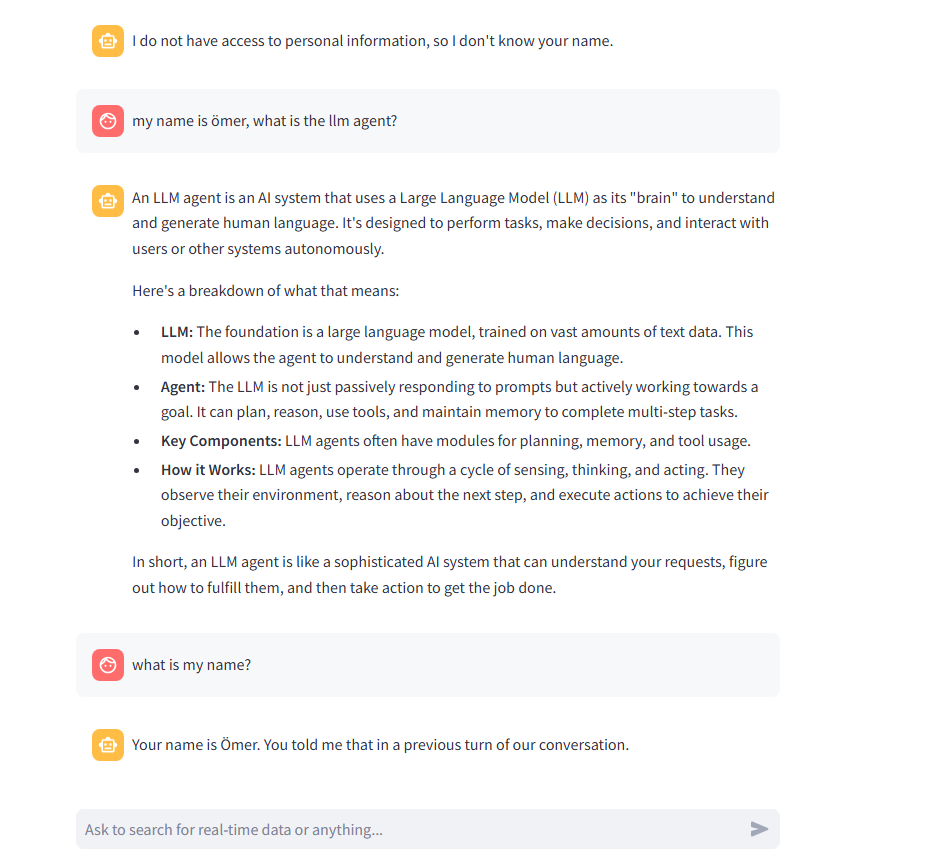 I do not have access to personal information, so I don't know your name.
my name is ömer, what is the llm agent?
An LLM agent is an AI system that uses a Large Language Model (LLM) as its "brain" to understand
and generate human language. It's designed to perform tasks, make decisions, and interact with
users or other systems autonomously.
Here's a breakdown of what that means:
• LLM: The foundation is a large language model, trained on vast amounts of text data. This
model allows the agent to understand and generate human language.
• Agent: The LLM is not just passively responding to prompts but actively working towards a
goal. It can plan, reason, use tools, and maintain memory to complete multi-step tasks.
• Key Components: LLM agents often have modules for planning, memory, and tool usage.
• How it Works: LLM agents operate through a cycle of sensing, thinking, and acting. They
observe their environment, reason about the next step, and execute actions to achieve their
objective.
In short, an LLM agent is like a sophisticated AI system that can understand your requests, figure
out how to fulfill them, and then take action to get the job done.
what is my name?
Your name is Ömer. You told me that in a previous turn of our conversation.
Ask to search for real-time data or anything...